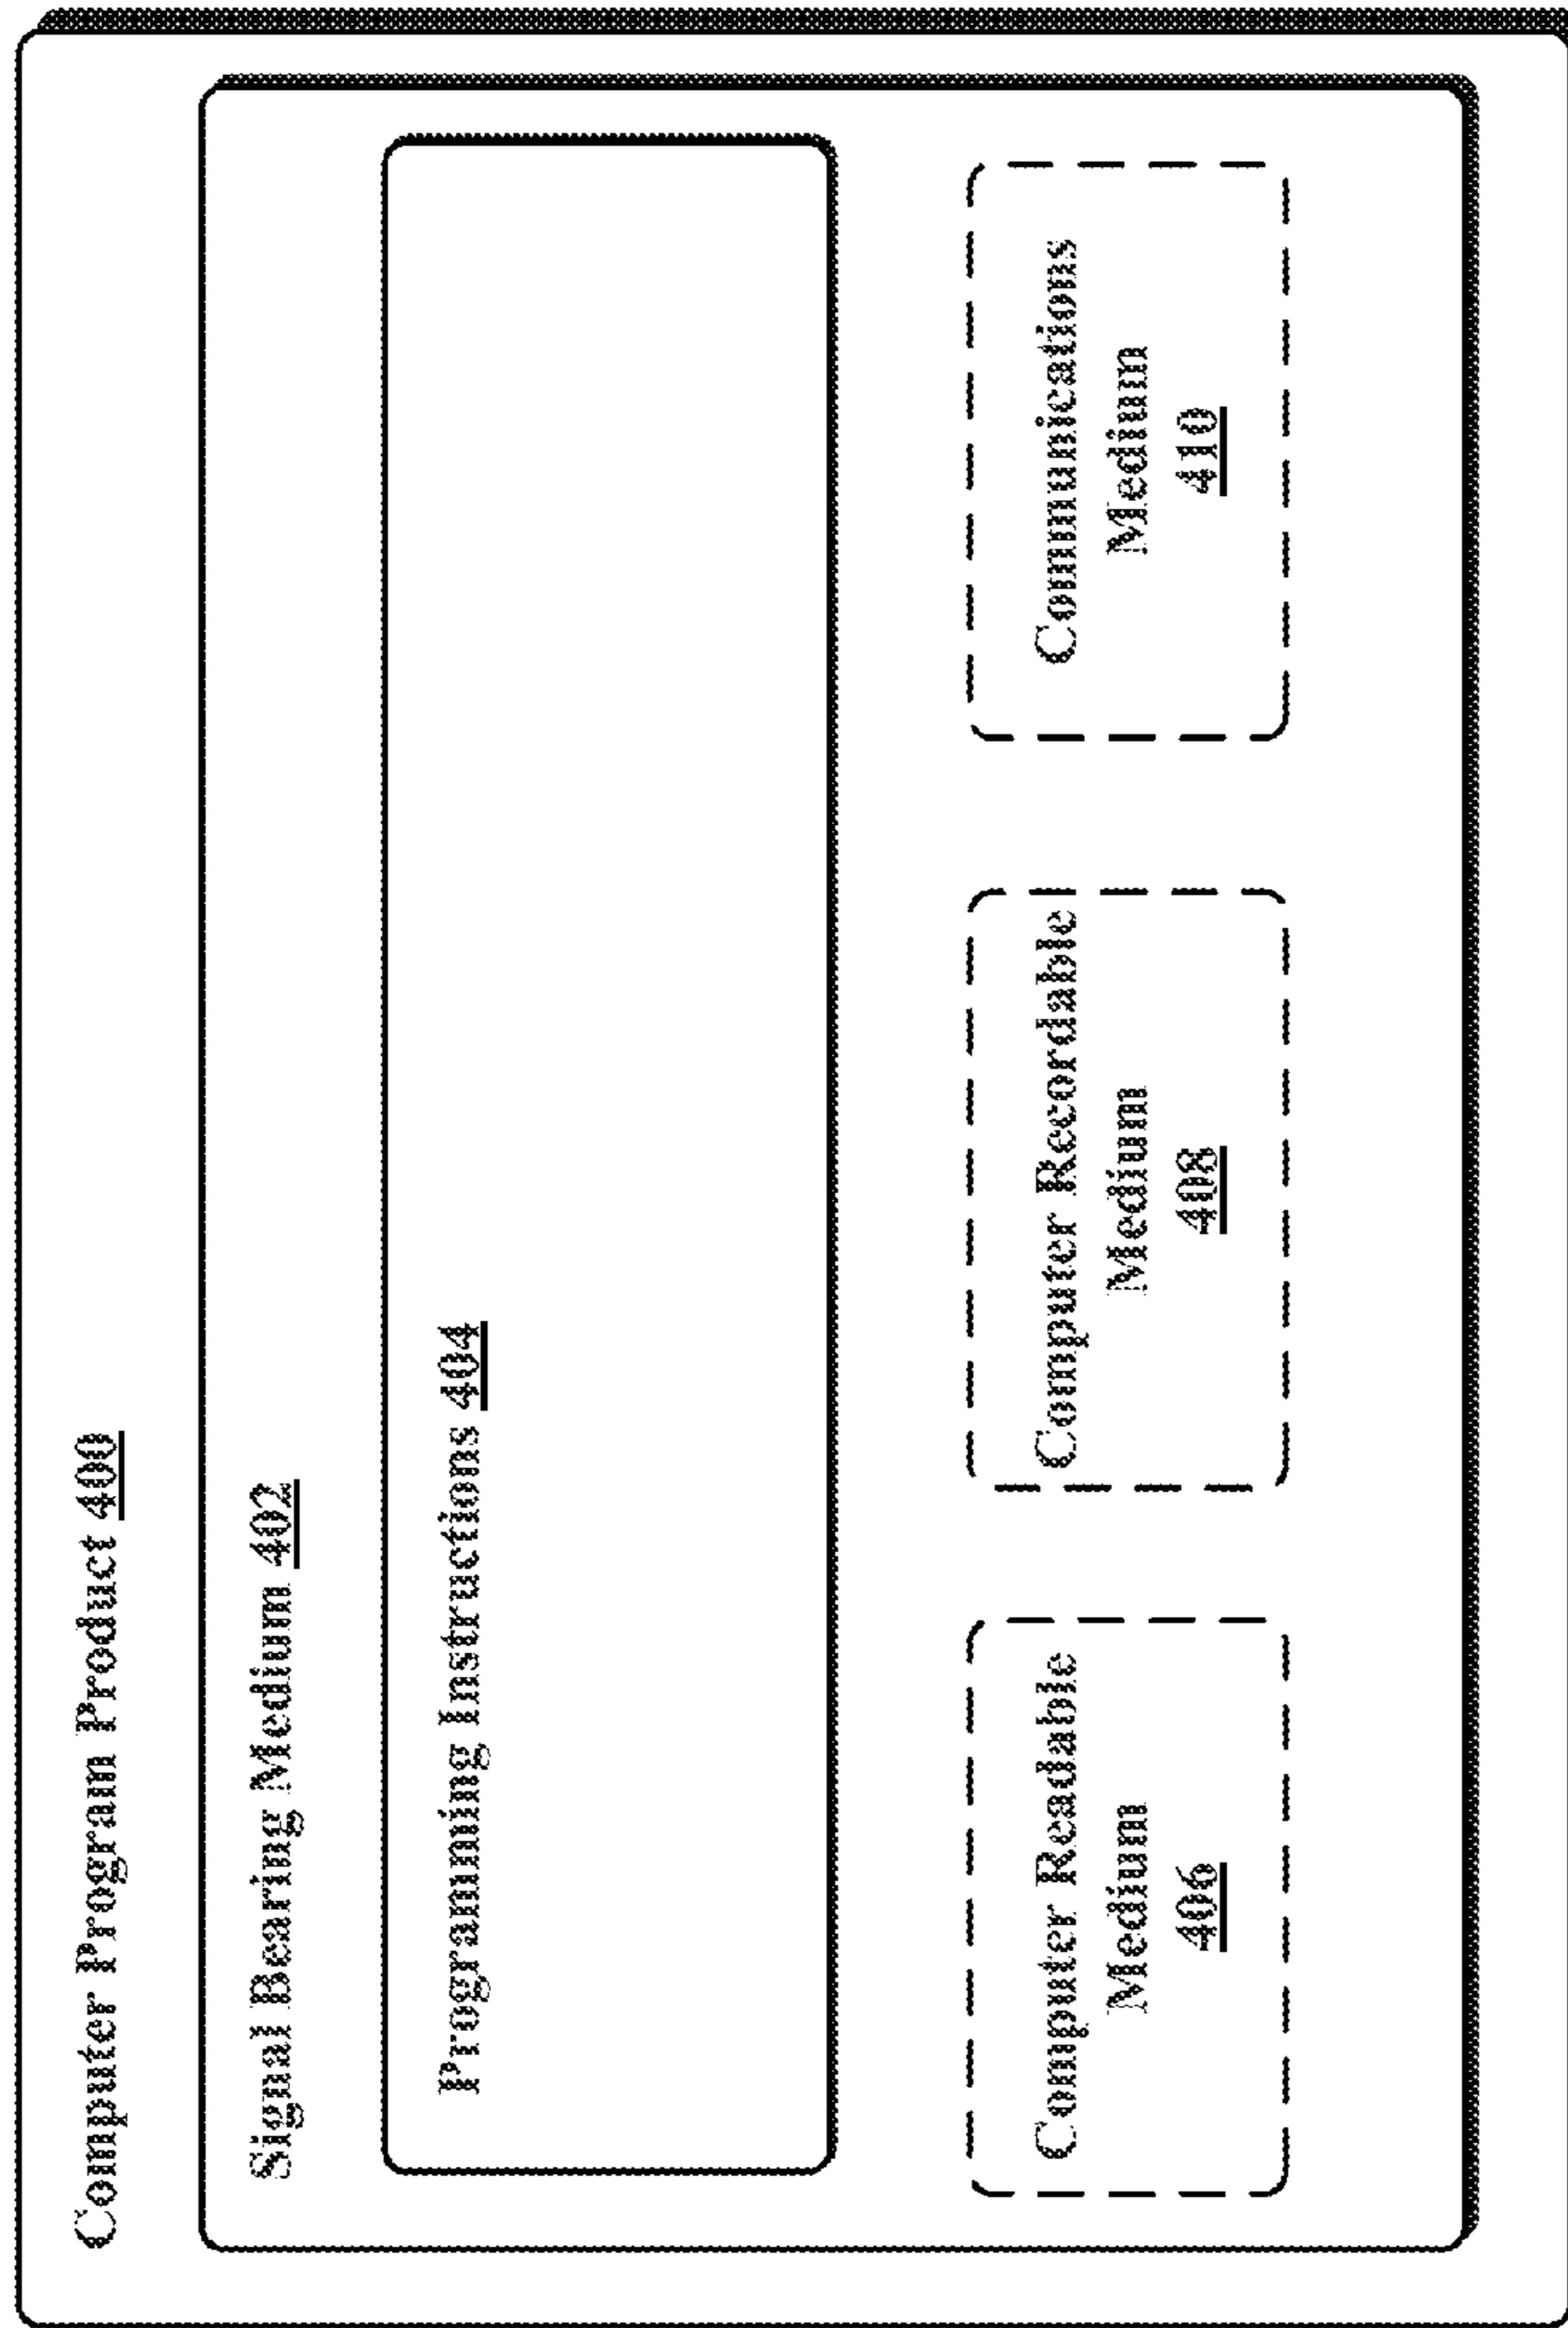 Computer Program Product 400
Signal Bearing Medium 402
Programming Instructions 404
Computer Readable
Medium
406
Computer Recordable
Medium
408
Communications
Medium
410